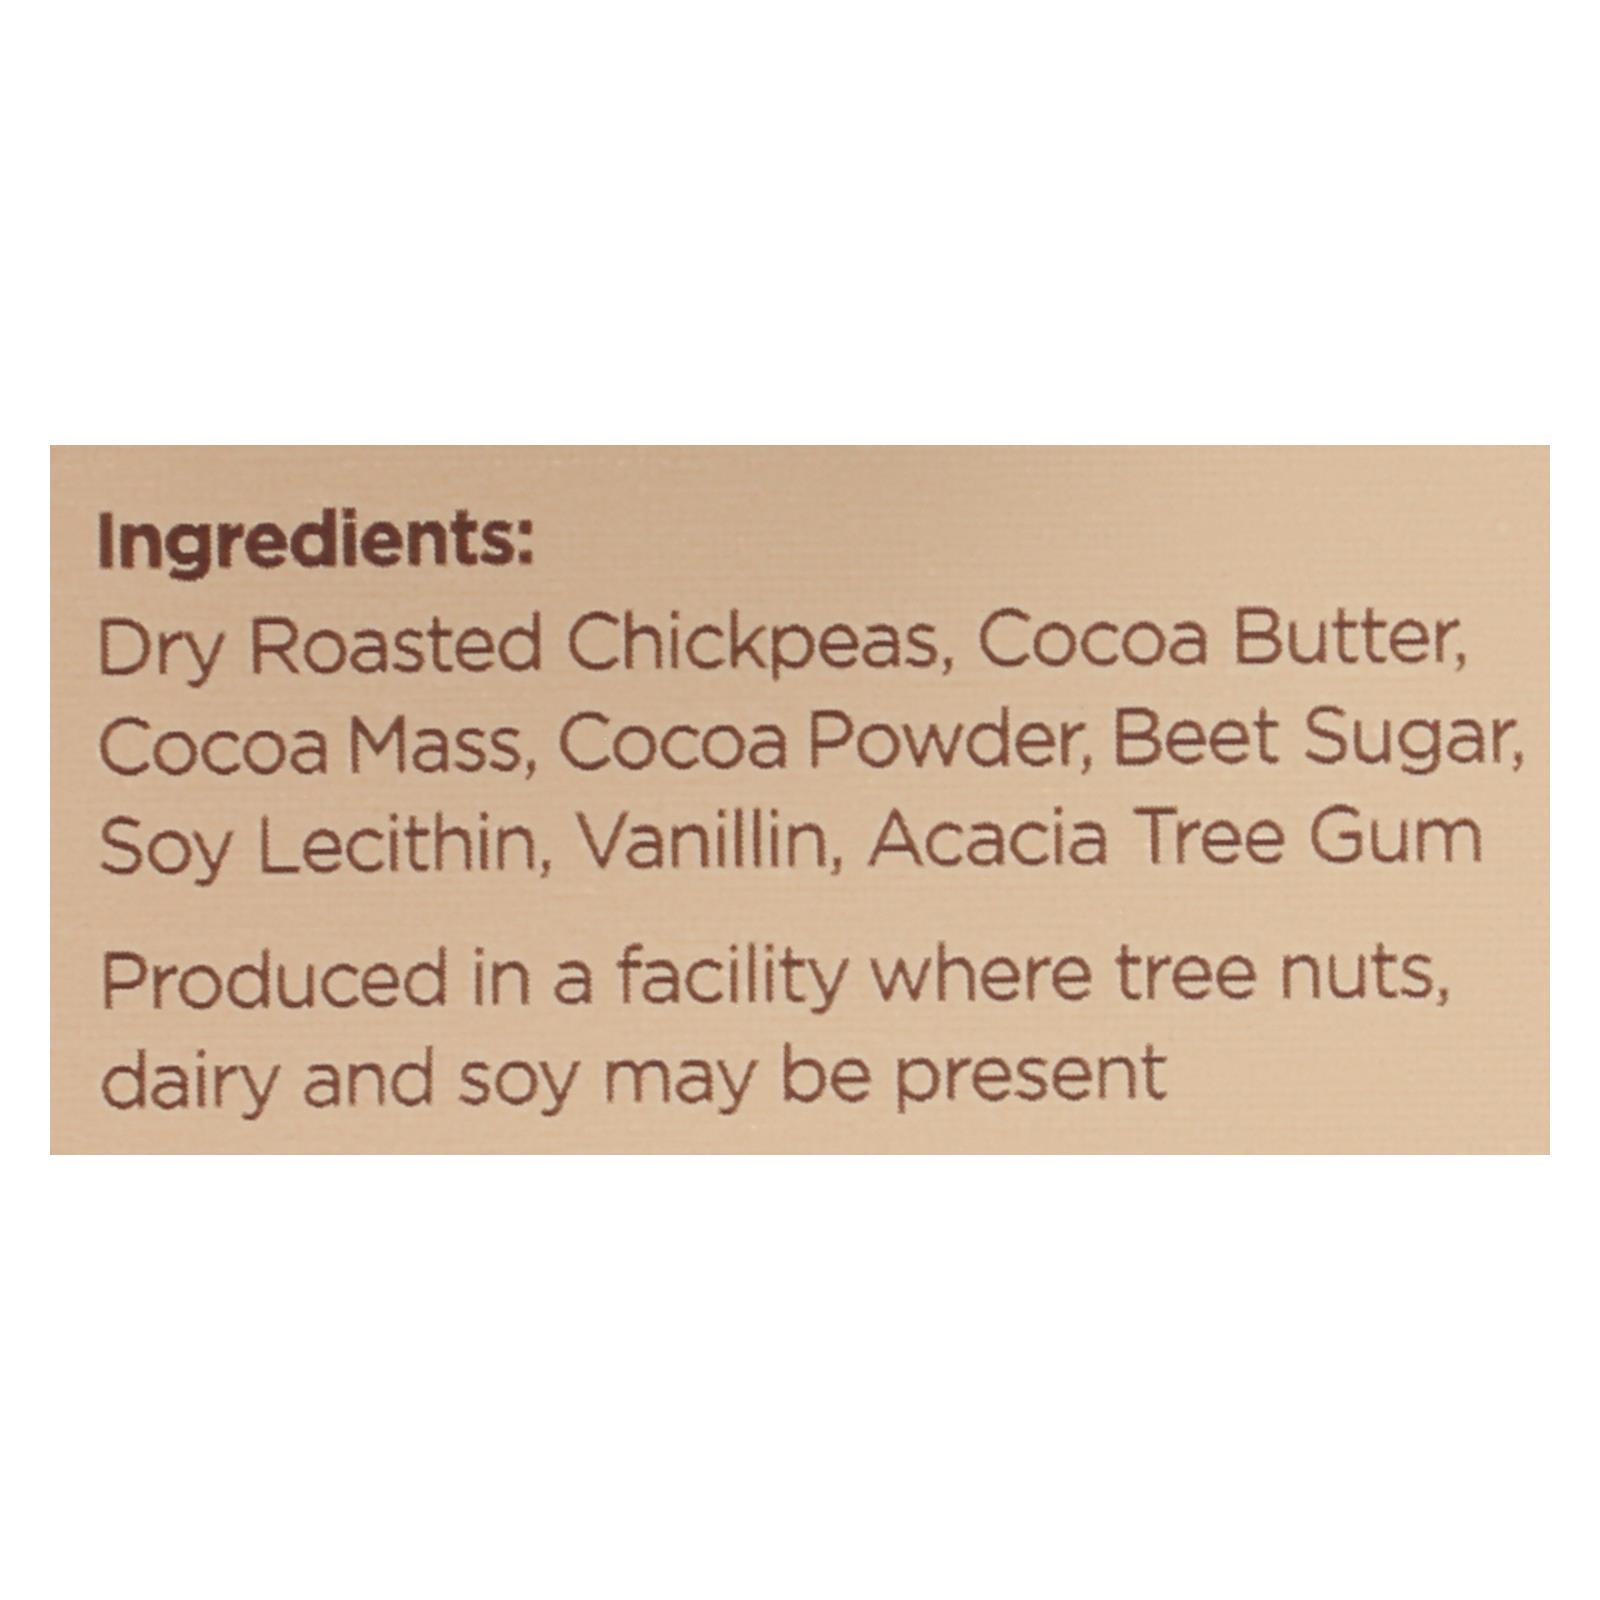 Ingredients:
Dry Roasted Chickpeas, Cocoa Butter,
Cocoa Mass, Cocoa Powder, Beet Sugar,
Soy Lecithin, Vanillin, Acacia Tree Gum
Produced in a facility where tree nuts,
dairy and soy may be present